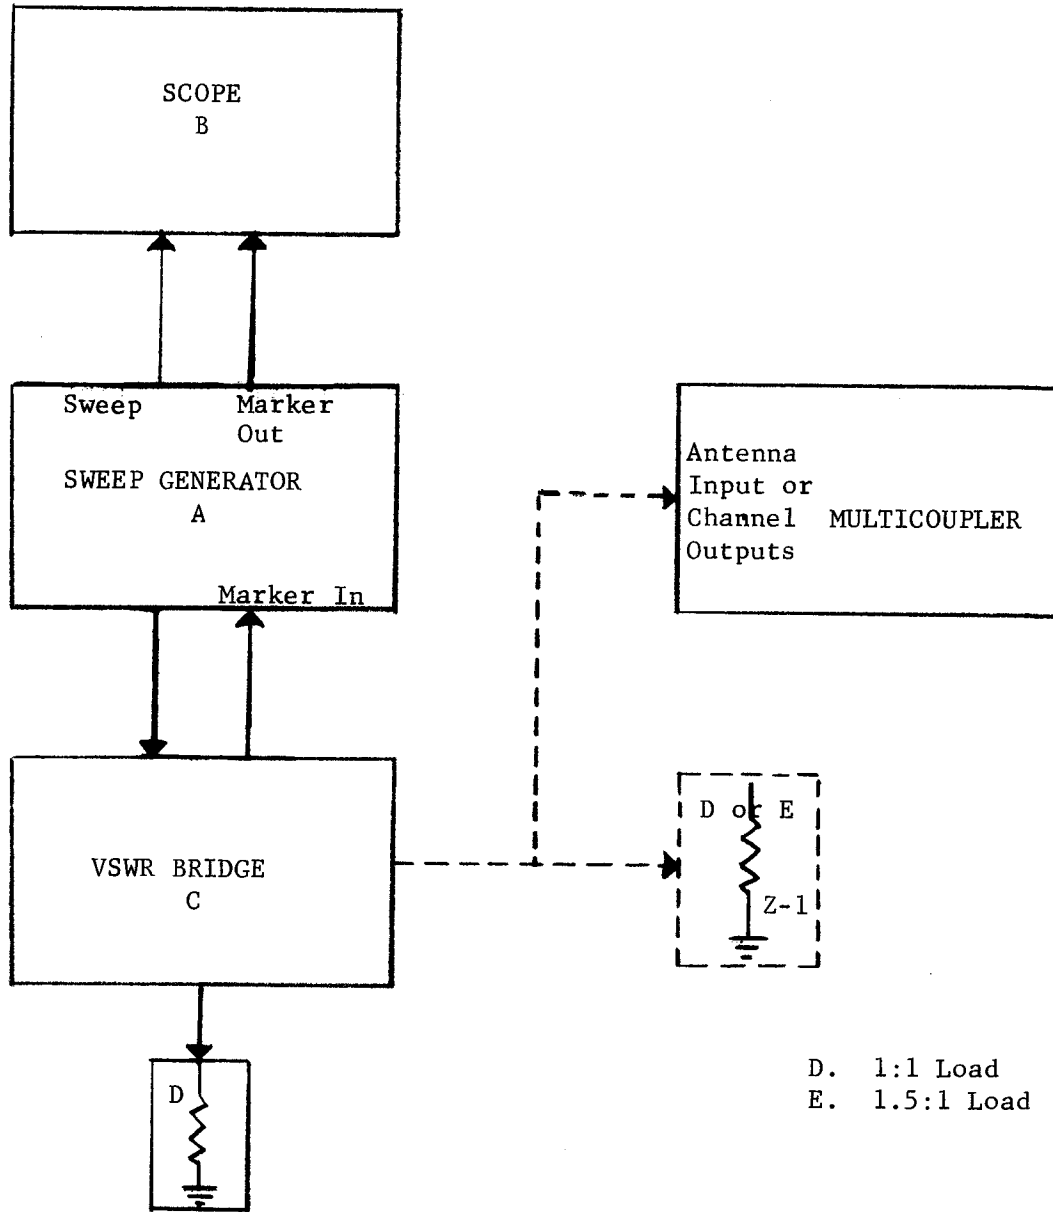 SCOPE
B
Sweep
Marker
Out
SWEEP GENERATOR
A
Marker In
Antenna
Input or
Channel MULTICOUPLER
Outputs
VSWR BRIDGE
C
D or E
Z-1
D
D. 1:1 Load
E. 1.5:1 Load